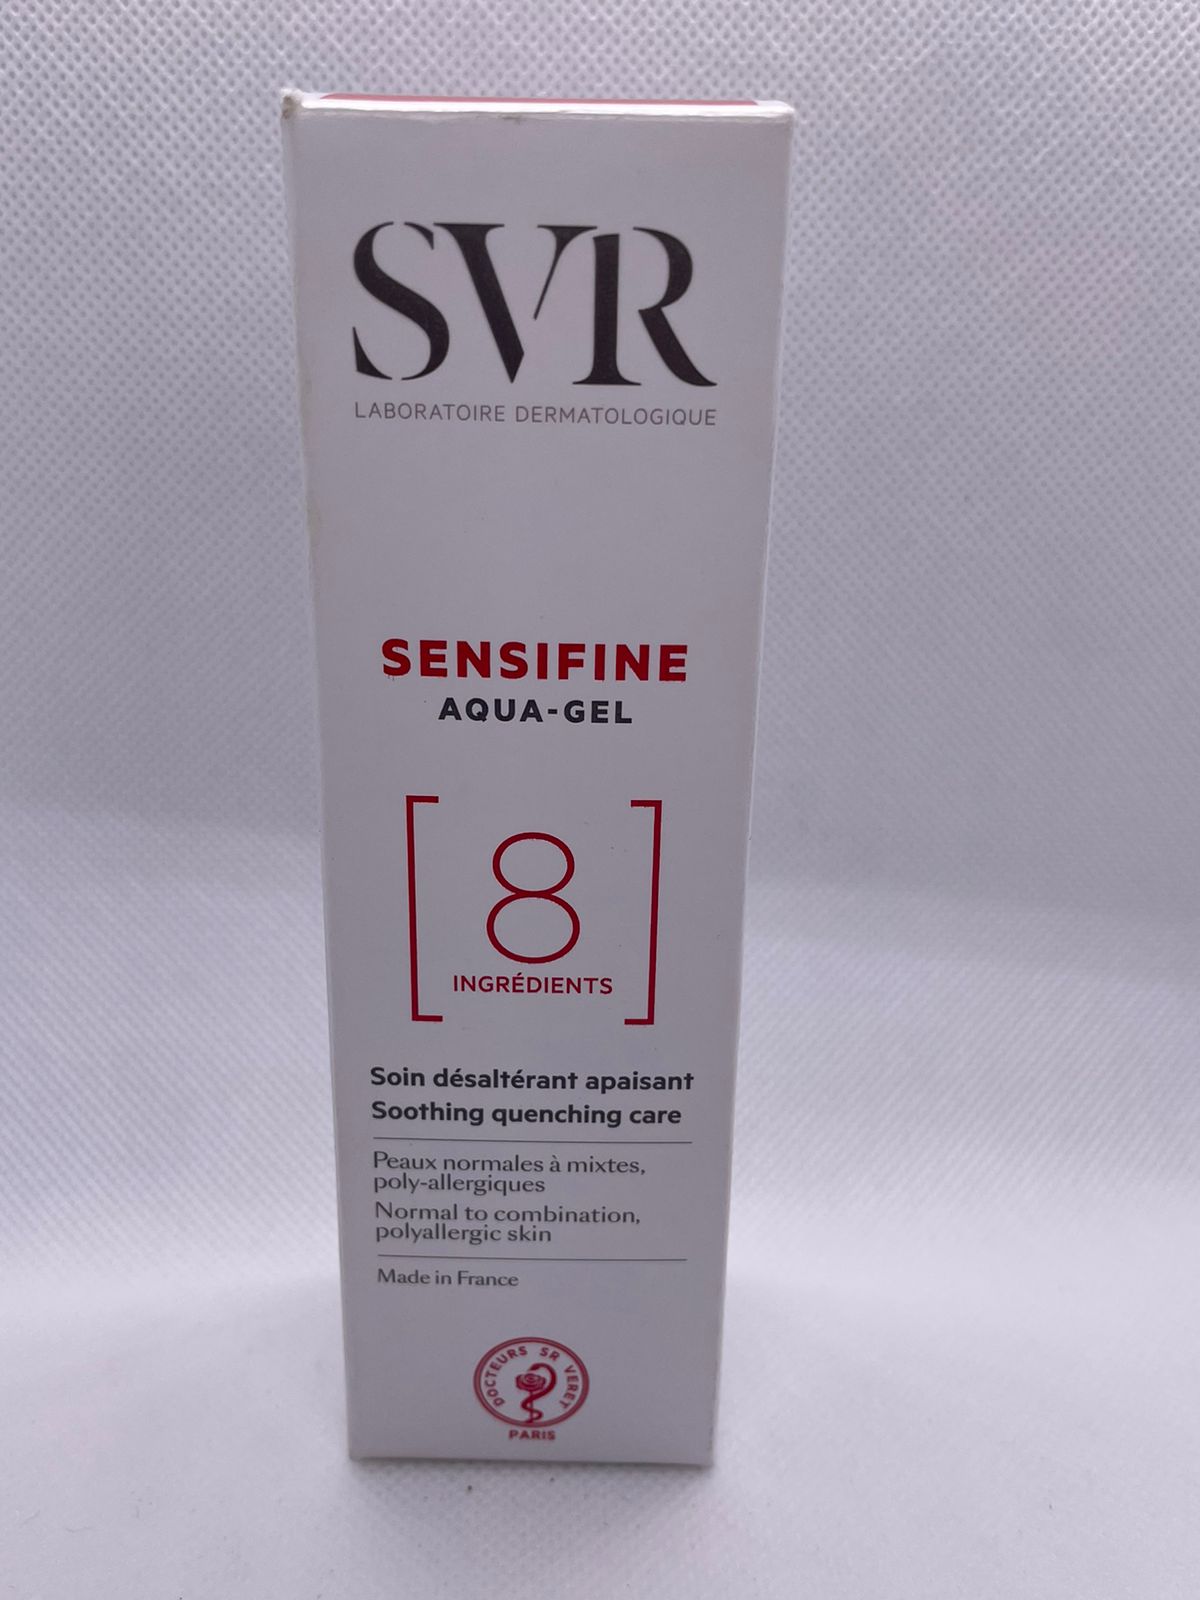 SVR
LABORATOIRE DERMATOLOGIQUE
SENSIFINE
AQUA-GEL
8
INGRÉDIENTS
Soin désaltérant apaisant
Soothing quenching care
Peaux normales à mixtes,
poly-allergiques
Normal to combination,
polyallergic skin
Made in France
DOCTEURS SR VERET
PARIS